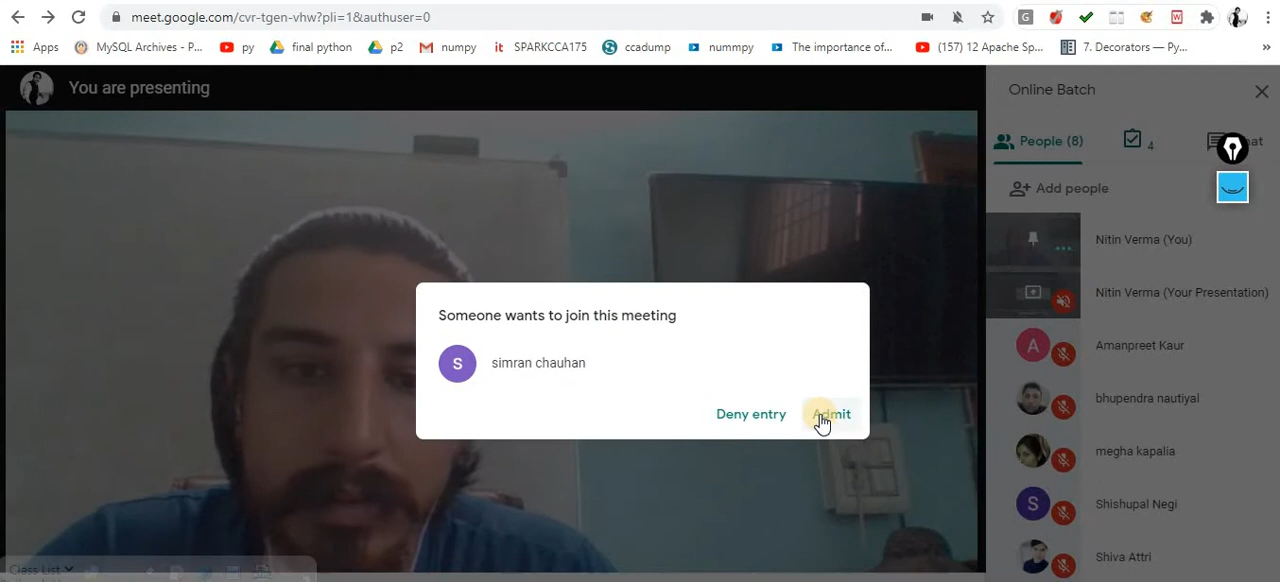 meet.google.com/cvr-tgen-vhw?pli=1&authuser=0
Apps MySQL Archives - P... py final python p2 numpy SPARKCCA175 ccadump nummpy The importance of... (157) 12 Apache Sp... 7. Decorators — Py... »
You are presenting
Online Batch
People (8) 4
Add people
Nitin Verma (You)
Nitin Verma (Your Presentation)
A Amanpreet Kaur
bhupendra nautiyal
megha kapalia
S Shishupal Negi
Shiva Attri
Someone wants to join this meeting
S simran chauhan
Deny entry Admit
Class List